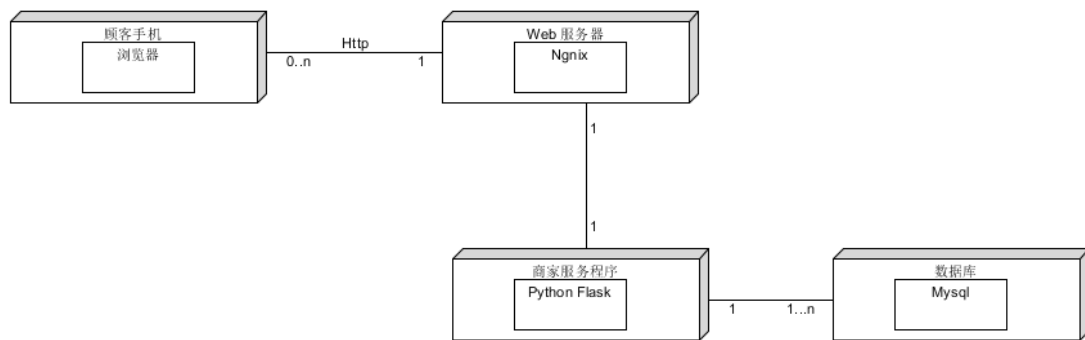 顾客手机
浏览器
Http
0..n
1
Web 服务器
Ngnix
1
1
商家服务程序
Python Flask
1
1...n
数据库
Mysql